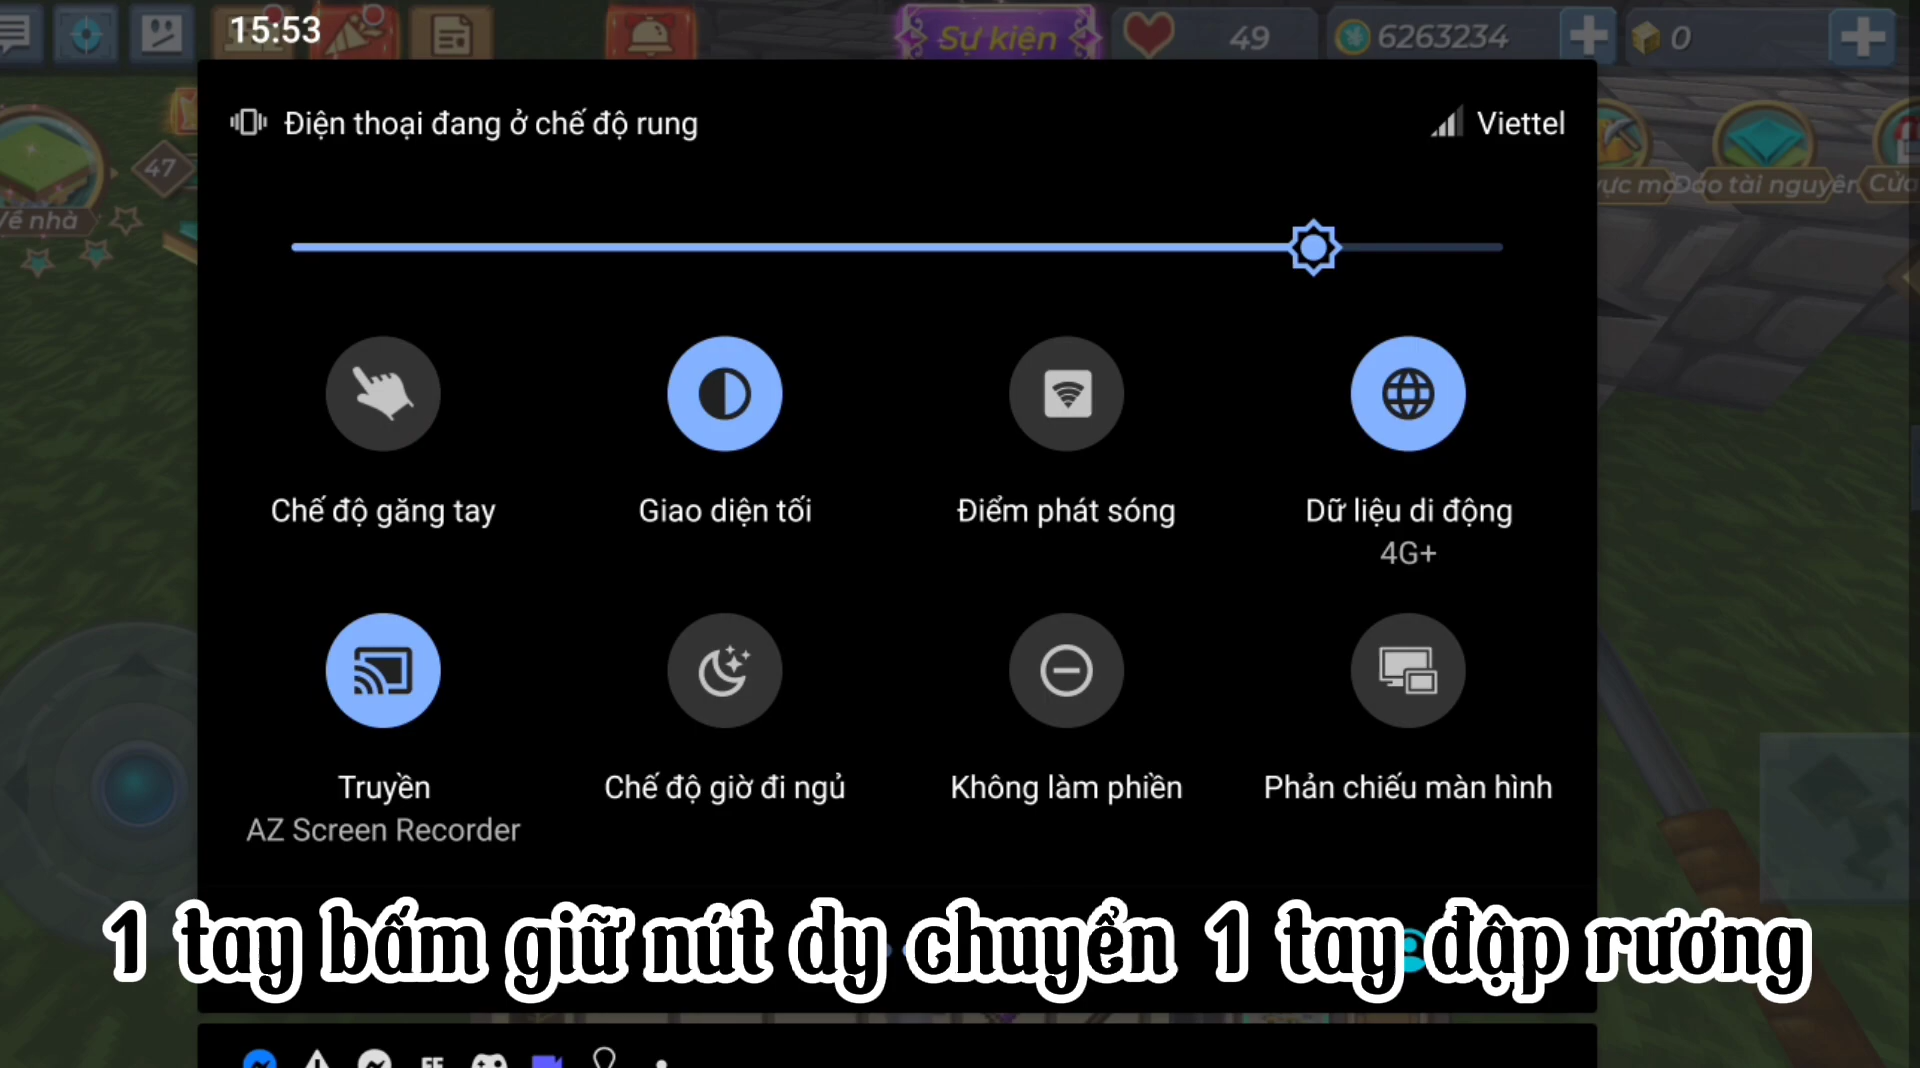 15:53
Sự kiện
49
6263234
0
Điện thoại đang ở chế độ rung
Viettel
47
Về nhà
Đảo tài nguyên
Cửa
Chế độ găng tay
Giao diện tối
Điểm phát sóng
Dữ liệu di động
4G+
Truyền
AZ Screen Recorder
Chế độ giờ đi ngủ
Không làm phiền
Phản chiếu màn hình
1 tay bấm giữ nút dy chuyển 1 tay đập rương